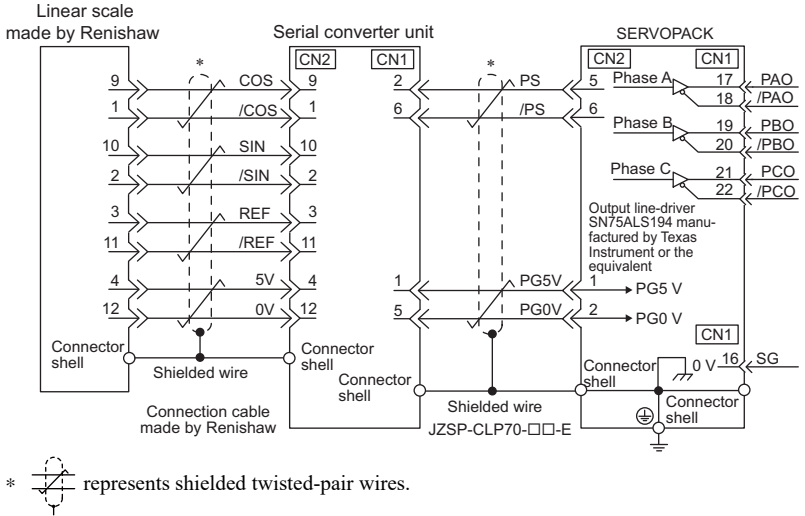 Linear scale
made by Renishaw
Serial converter unit
SERVOPACK
CN2 CN1
CN2 CN1
*
*
9 COS 9
1 /COS 1
10 SIN 10
2 /SIN 2
3 REF 3
11 /REF 11
4 5V 4
12 0V 12
2 PS 5
6 /PS 6
1 PG5V 1
PG5 V
5 PG0V 2
PG0 V
Phase A 17 PAO
18 /PAO
Phase B 19 PBO
20 /PBO
Phase C 21 PCO
22 /PCO
Output line-driver
SN75ALS194 manu-
factured by Texas
Instrument or the
equivalent
CN1
0 V 16 SG
Connector
shell
Shielded wire
Connector
shell
Connector
shell
Connector
shell
Connector
shell
Connection cable
made by Renishaw
Shielded wire
JZSP-CLP70-□□-E
* represents shielded twisted-pair wires.